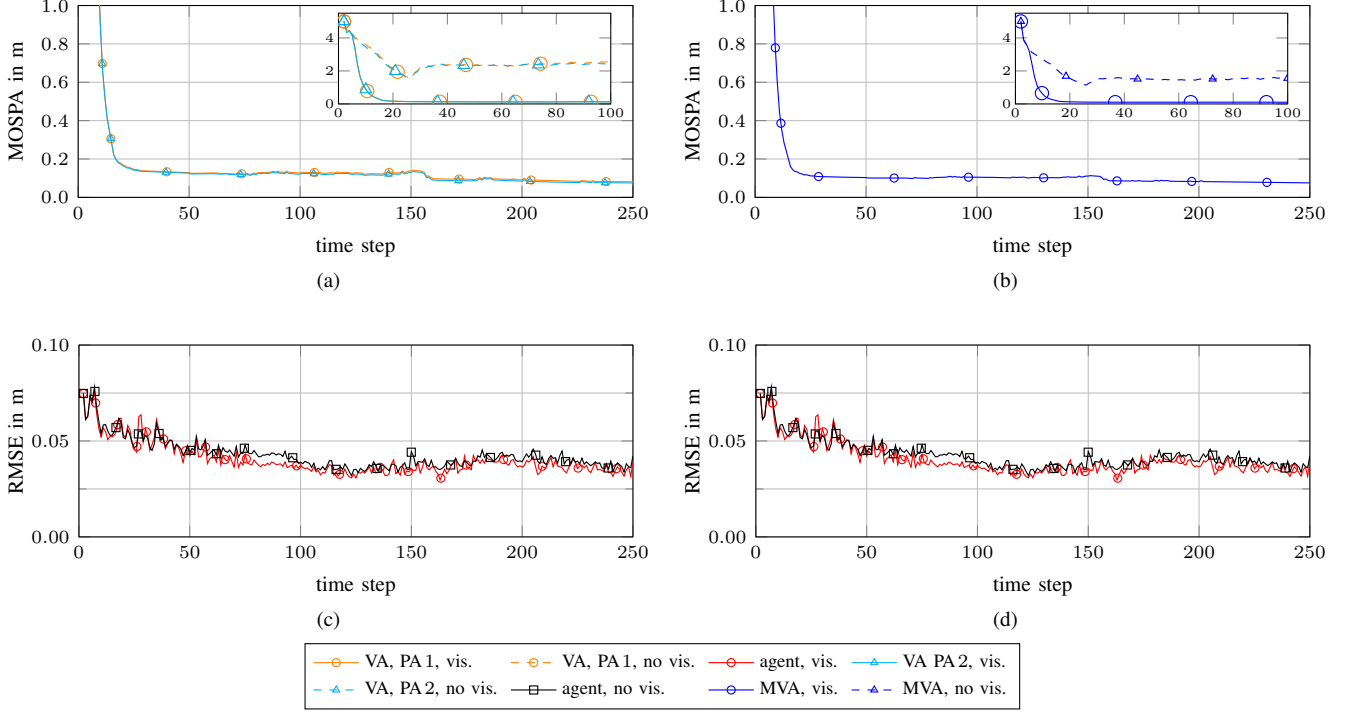 1.0
0.8
0.6
0.4
0.2
0.0
0 50 100 150 200 250
MOSPA in m
time step
4
2
0
0 20 40 60 80 100
(a)
1.0
0.8
0.6
0.4
0.2
0.0
0 50 100 150 200 250
MOSPA in m
time step
4
2
0
0 20 40 60 80 100
(b)
0.10
0.05
0.00
0 50 100 150 200 250
RMSE in m
time step
(c)
0.10
0.05
0.00
0 50 100 150 200 250
RMSE in m
time step
(d)
VA, PA 1, vis. VA, PA 1, no vis. agent, vis. VA PA 2, vis.
VA, PA 2, no vis. agent, no vis. MVA, vis. MVA, no vis.